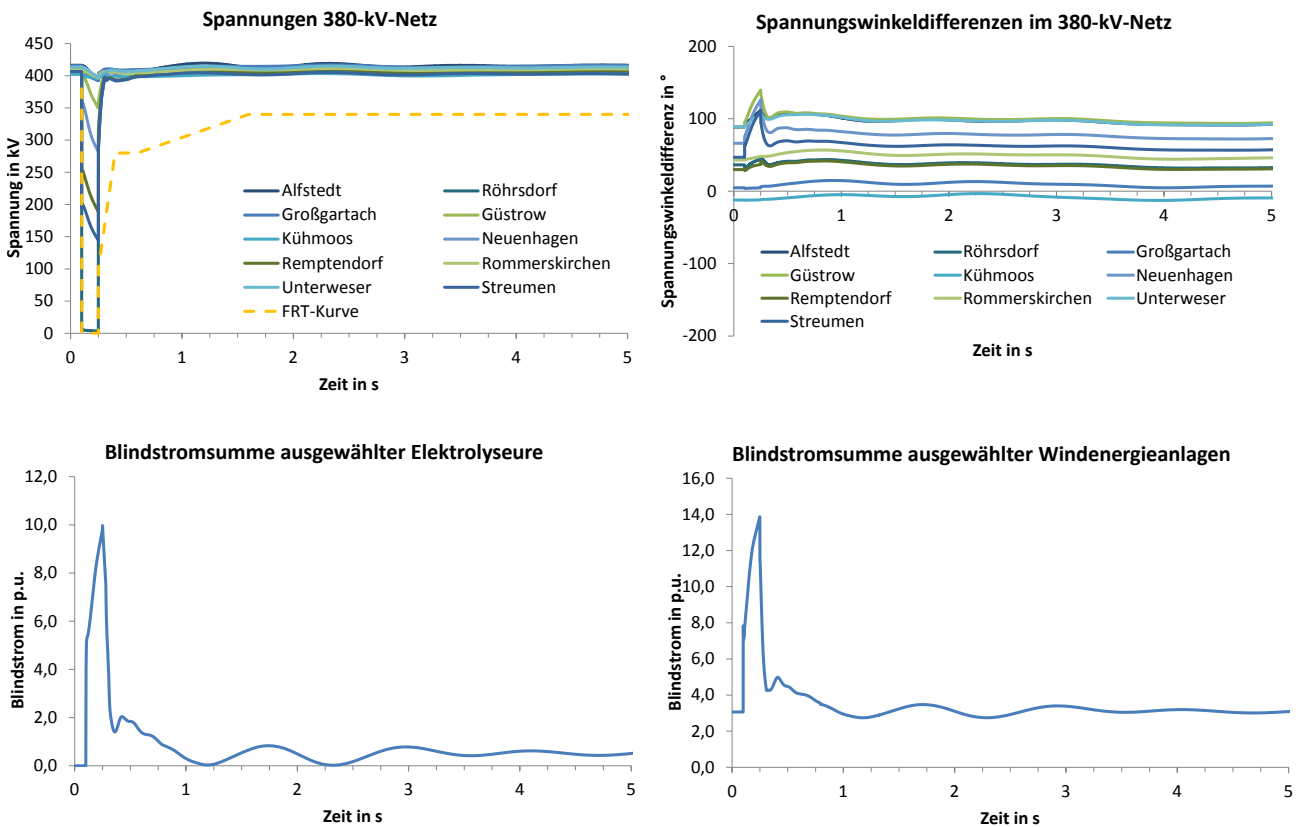 Spannungen 380-kV-Netz
Spannung in kV
450
400
350
300
250
200
150
100
50
0
0 1 2 3 4 5
Zeit in s
Alfstedt Röhrsdorf
Großgartach Güstrow
Kühmoos Neuenhagen
Remptendorf Rommerskirchen
Unterweser Streumen
FRT-Kurve
Spannungswinkeldifferenzen im 380-kV-Netz
Spannungswinkeldifferenz in °
200
100
0
-100
-200
0 1 2 3 4 5
Alfstedt Röhrsdorf Großgartach
Güstrow Kühmoos Neuenhagen
Remptendorf Rommerskirchen Unterweser
Streumen
Zeit in s
Blindstromsumme ausgewählter Elektrolyseure
Blindstrom in p.u.
12,0
10,0
8,0
6,0
4,0
2,0
0,0
0 1 2 3 4 5
Zeit in s
Blindstromsumme ausgewählter Windenergieanlagen
Blindstrom in p.u.
16,0
14,0
12,0
10,0
8,0
6,0
4,0
2,0
0,0
0 1 2 3 4 5
Zeit in s